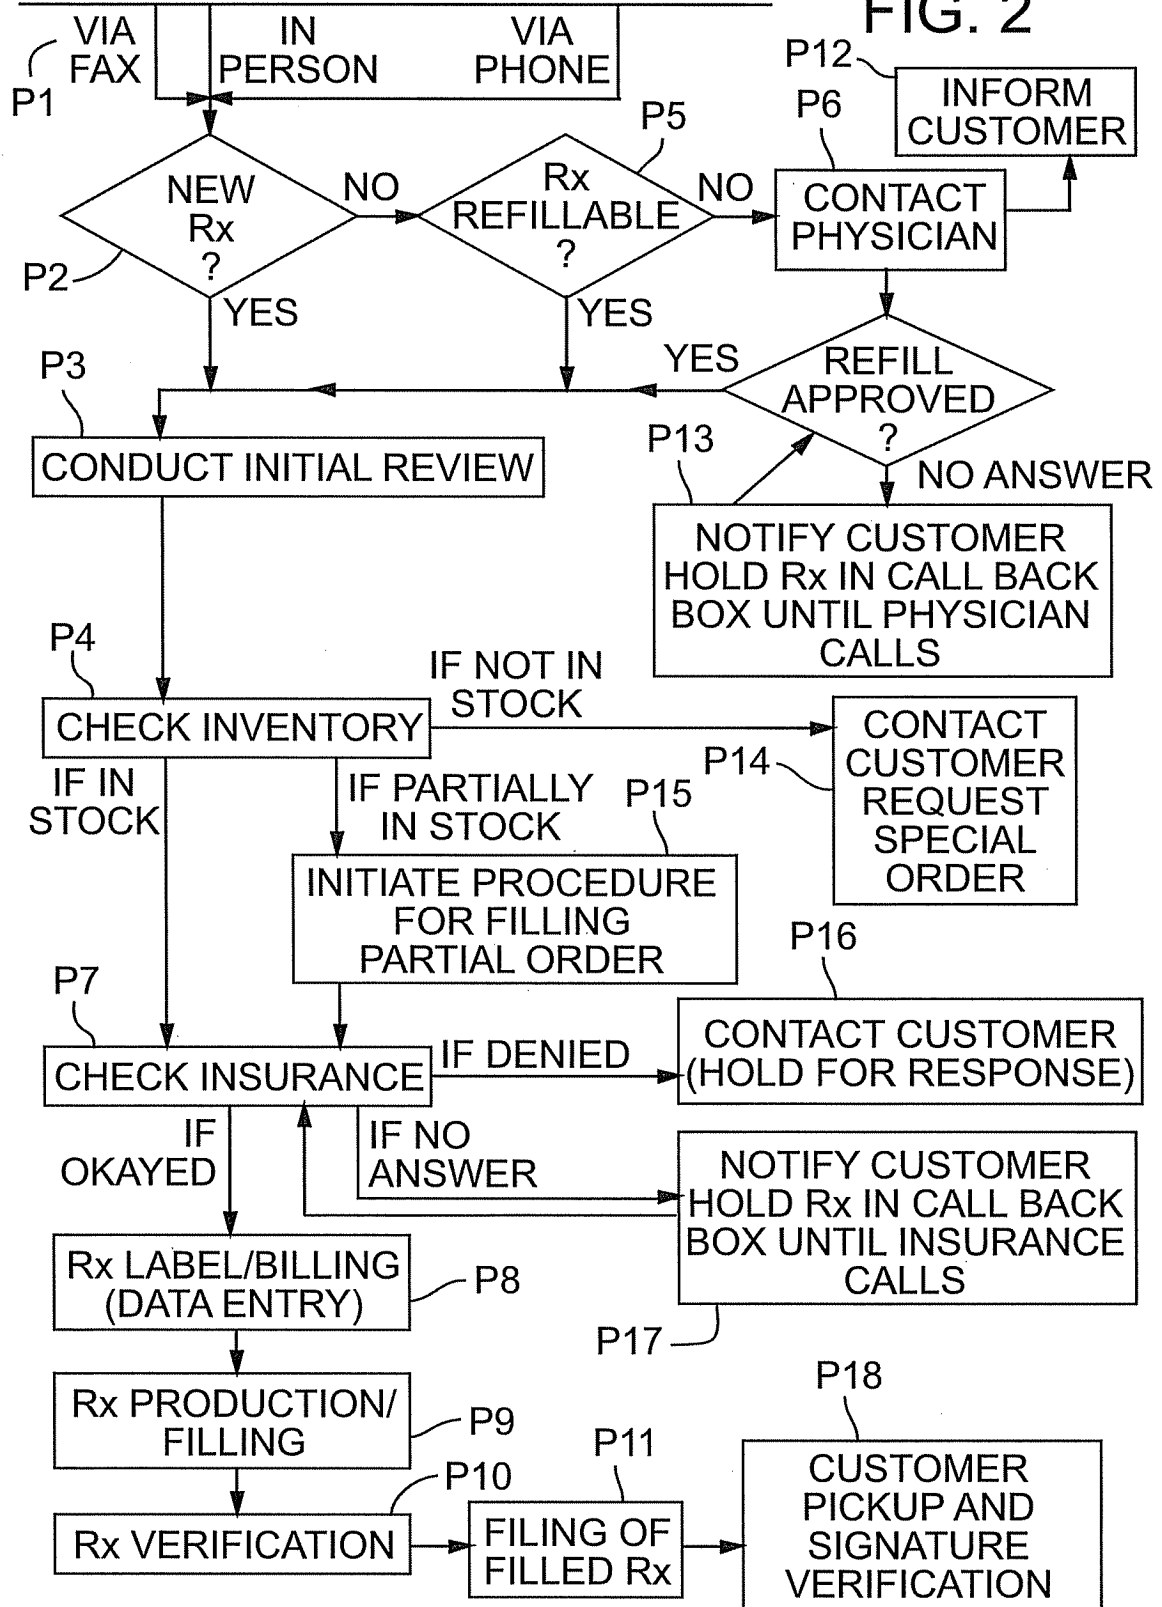 FIG. 2
VIA
FAX
IN
PERSON
VIA
PHONE
P1
P12
INFORM
CUSTOMER
P6
P5
NEW
Rx
?
NO
Rx
REFILLABLE
?
NO
CONTACT
PHYSICIAN
P2
YES
YES
YES
REFILL
APPROVED
?
P3
CONDUCT INITIAL REVIEW
P13
NO ANSWER
NOTIFY CUSTOMER
HOLD Rx IN CALL BACK
BOX UNTIL PHYSICIAN
CALLS
P4
CHECK INVENTORY
IF NOT IN
STOCK
P14
CONTACT
CUSTOMER
REQUEST
SPECIAL
ORDER
IF IN
STOCK
IF PARTIALLY
IN STOCK
P15
INITIATE PROCEDURE
FOR FILLING
PARTIAL ORDER
P16
CONTACT CUSTOMER
(HOLD FOR RESPONSE)
P7
CHECK INSURANCE
IF DENIED
IF
OKAYED
IF NO
ANSWER
NOTIFY CUSTOMER
HOLD Rx IN CALL BACK
BOX UNTIL INSURANCE
CALLS
P17
Rx LABEL/BILLING
(DATA ENTRY)
P8
Rx PRODUCTION/
FILLING
P9
P10
Rx VERIFICATION
P11
FILING OF
FILLED Rx
P18
CUSTOMER
PICKUP AND
SIGNATURE
VERIFICATION